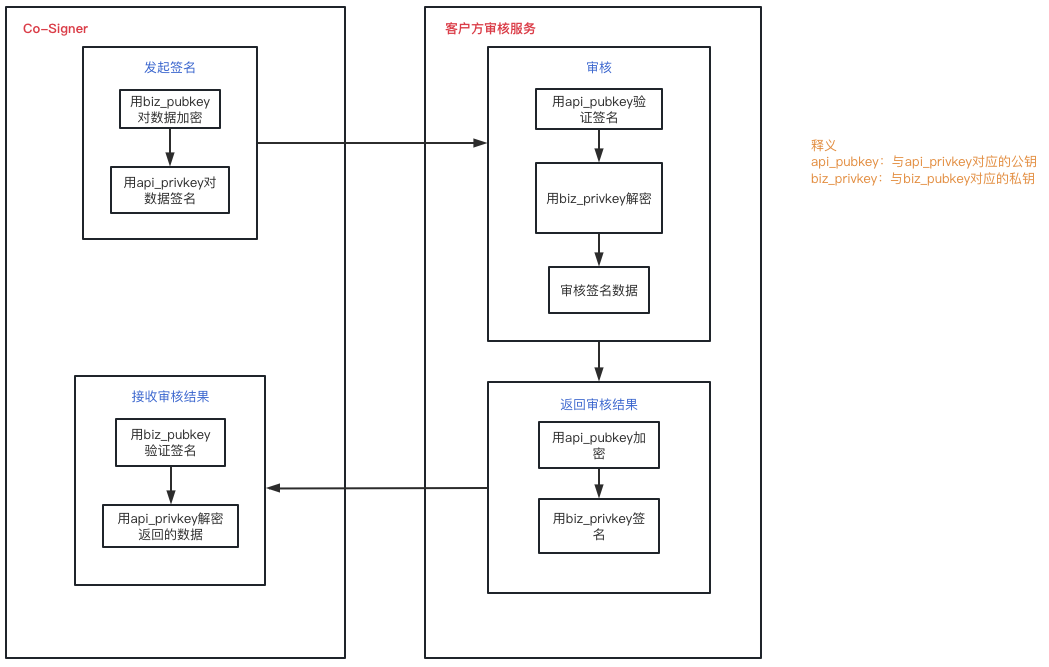 Co-Signer
发起签名
用biz_pubkey
对数据加密
用api_privkey对
数据签名
接收审核结果
用biz_pubkey
验证签名
用api_privkey解密
返回的数据
客户方审核服务
审核
用api_pubkey验
证签名
用biz_privkey解密
审核签名数据
返回审核结果
用api_pubkey加
密
用biz_privkey签
名
释义
api_pubkey：与api_privkey对应的公钥
biz_privkey：与biz_pubkey对应的私钥